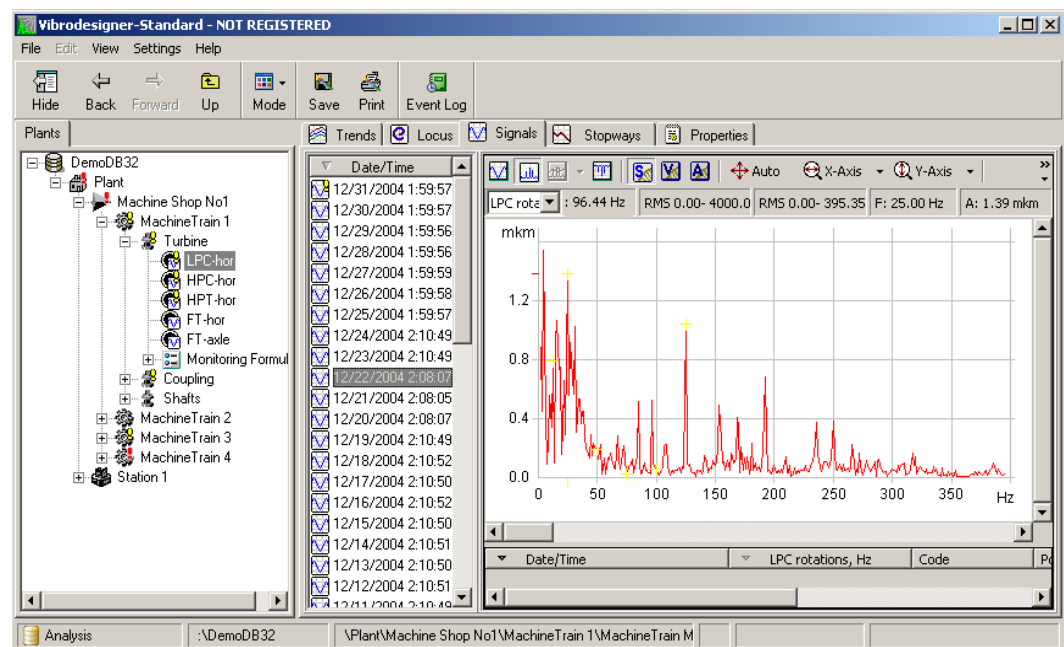 Vibrodesigner-Standard - NOT REGISTERED
File Edit View Settings Help
Hide Back Forward Up Mode Save Print Event Log
Plants
Trends Locus Signals Stopways Properties
DemoDB32
Plant
Machine Shop No1
MachineTrain 1
Turbine
LPC-hor
HPC-hor
HPT-hor
FT-hor
FT-axle
Monitoring Formul
Coupling
Shafts
MachineTrain 2
MachineTrain 3
MachineTrain 4
Station 1
Date/Time
12/31/2004 1:59:57
12/30/2004 1:59:57
12/29/2004 1:59:56
12/28/2004 1:59:56
12/27/2004 1:59:59
12/26/2004 1:59:58
12/25/2004 1:59:57
12/24/2004 2:10:49
12/23/2004 2:10:49
12/22/2004 2:08:07
12/21/2004 2:08:05
12/20/2004 2:08:07
12/19/2004 2:10:49
12/18/2004 2:10:52
12/17/2004 2:10:50
12/16/2004 2:10:52
12/15/2004 2:10:50
12/14/2004 2:10:51
12/13/2004 2:10:50
12/12/2004 2:10:51
12/11/2004 2:10:49
S V A Auto X-Axis Y-Axis »
LPC rota : 96.44 Hz RMS 0.00- 4000.0 RMS 0.00- 395.35 F: 25.00 Hz A: 1.39 mkm
mkm
1.2
0.8
0.4
0.0
0 50 100 150 200 250 300 350 Hz
Date/Time LPC rotations, Hz Code Po
Analysis :\DemoDB32 \Plant\Machine Shop No1\MachineTrain 1\MachineTrain M